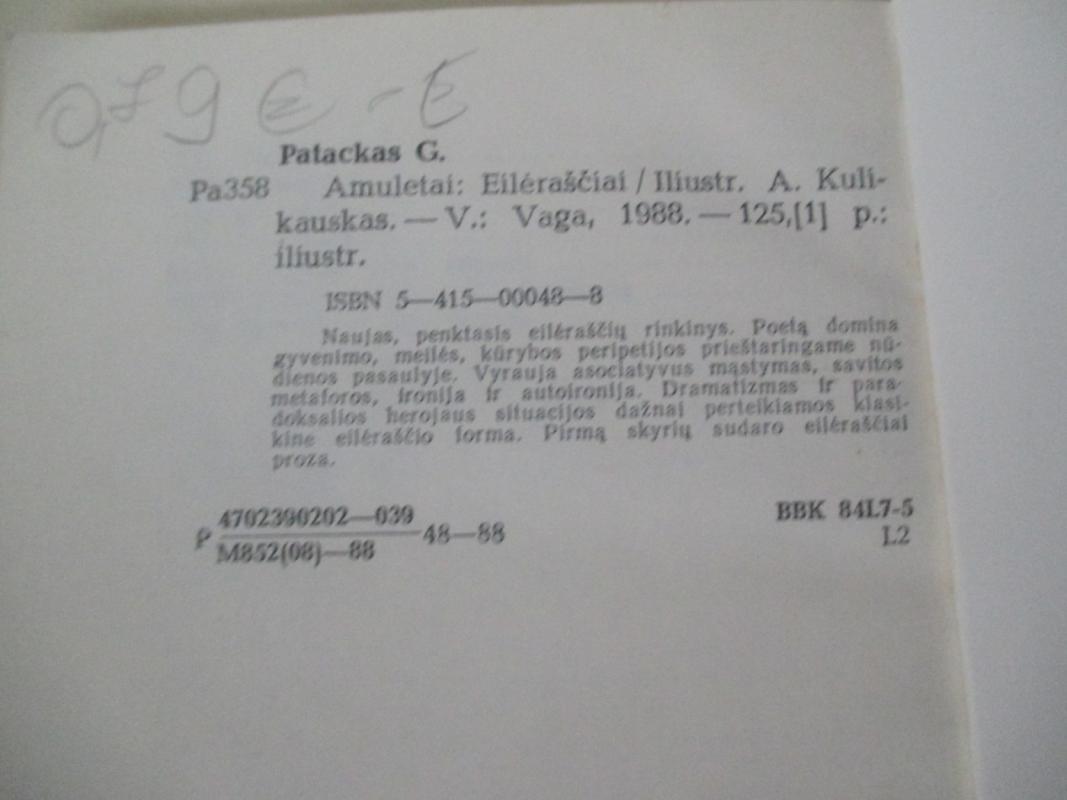 Patackas G.
Pa358 Amuletai: Eilėraščiai / Iliustr. A. Kuli-
kauskas. — V.: Vaga, 1988. — 125,[1] p.:
iliustr.
ISBN 5—415—00048—8
Naujas, penktasis eilėraščių rinkinys. Poetą domina
gyvenimo, meilės, kūrybos peripetijos prieštaringame nū-
dienos pasaulyje. Vyrauja asociatyvus mąstymas, savitos
metaforos, ironija ir autoironija. Dramatizmas ir para-
doksalios herojaus situacijos dažnai perteikiamos klasi-
kine eilėraščio forma. Pirmą skyrių sudaro eilėraščiai
proza.
P 4702390202—039
M852(08)—88
48—88
BBK 84L7-5
L2